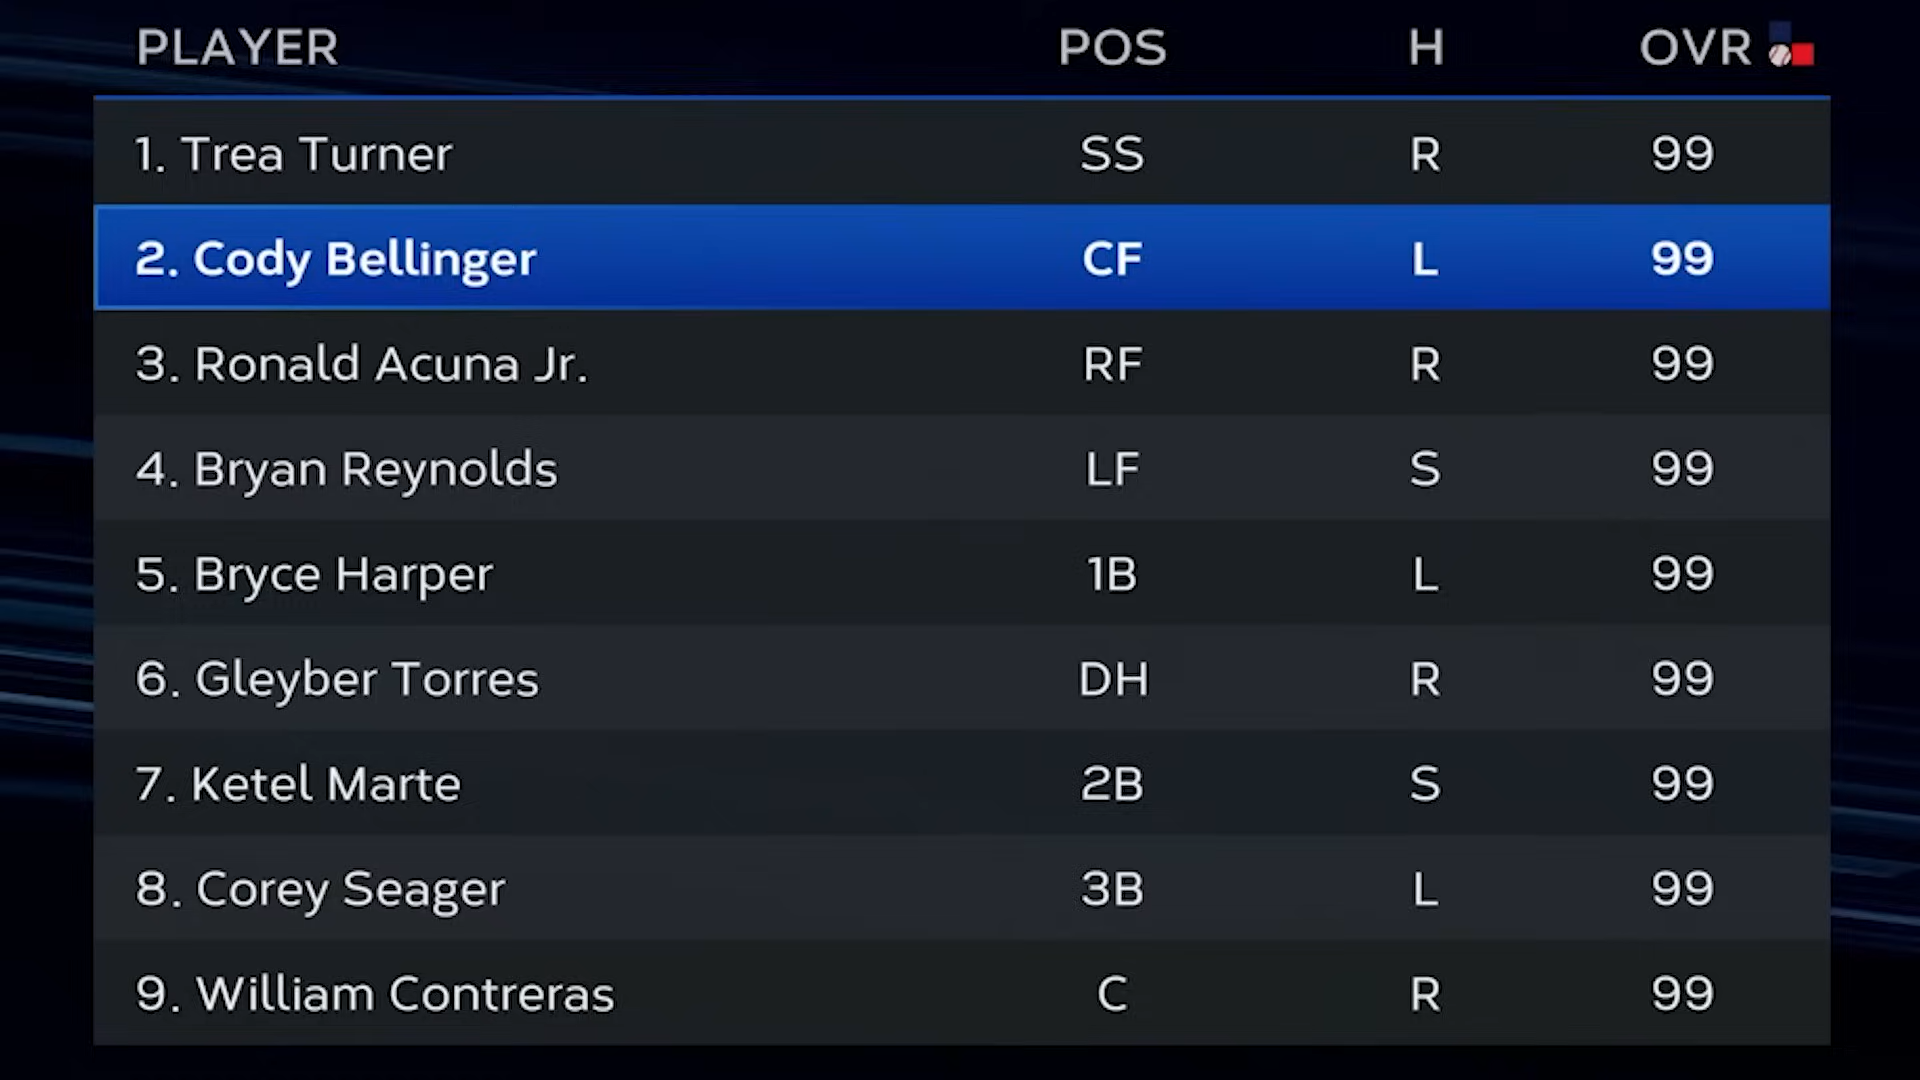 PLAYER POS H OVR
1. Trea Turner SS R 99
2. Cody Bellinger CF L 99
3. Ronald Acuna Jr. RF R 99
4. Bryan Reynolds LF S 99
5. Bryce Harper 1B L 99
6. Gleyber Torres DH R 99
7. Ketel Marte 2B S 99
8. Corey Seager 3B L 99
9. William Contreras C R 99